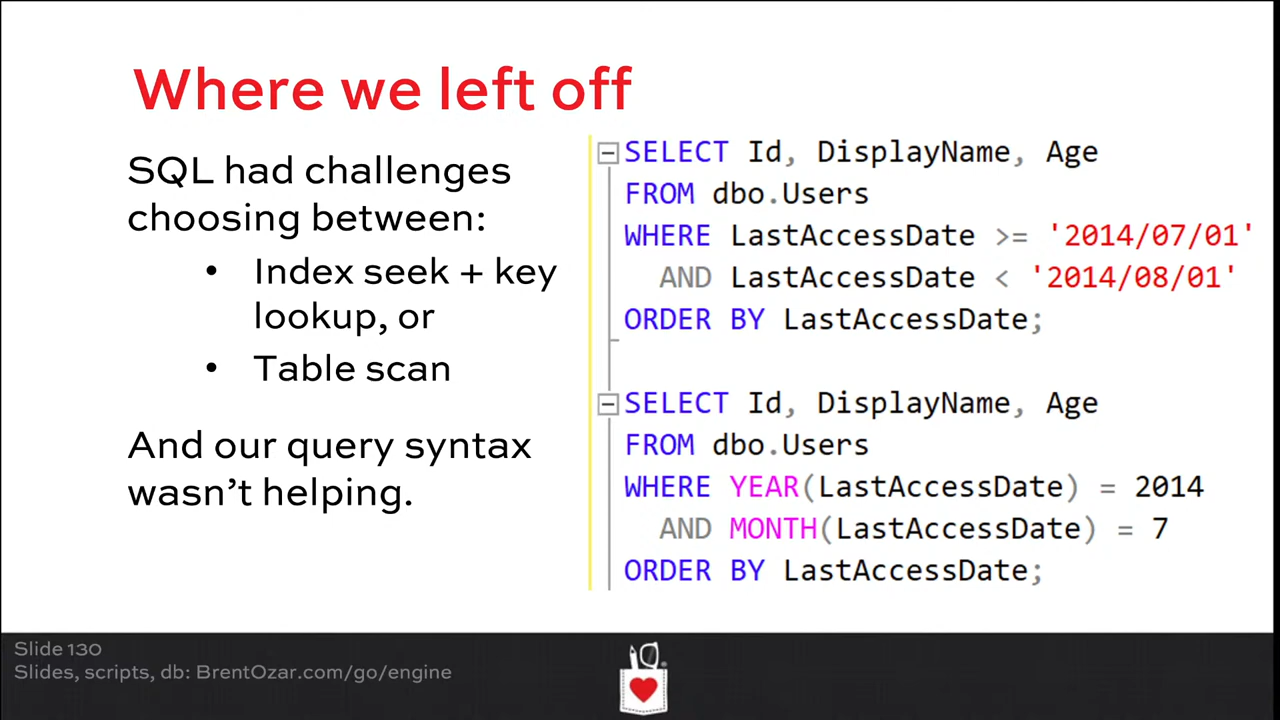 Where we left off
SQL had challenges
choosing between:
• Index seek + key
lookup, or
• Table scan
And our query syntax
wasn’t helping.
SELECT Id, DisplayName, Age
FROM dbo.Users
WHERE LastAccessDate >= '2014/07/01'
AND LastAccessDate < '2014/08/01'
ORDER BY LastAccessDate;
SELECT Id, DisplayName, Age
FROM dbo.Users
WHERE YEAR(LastAccessDate) = 2014
AND MONTH(LastAccessDate) = 7
ORDER BY LastAccessDate;
Slide 130
Slides, scripts, db: BrentOzar.com/go/engine